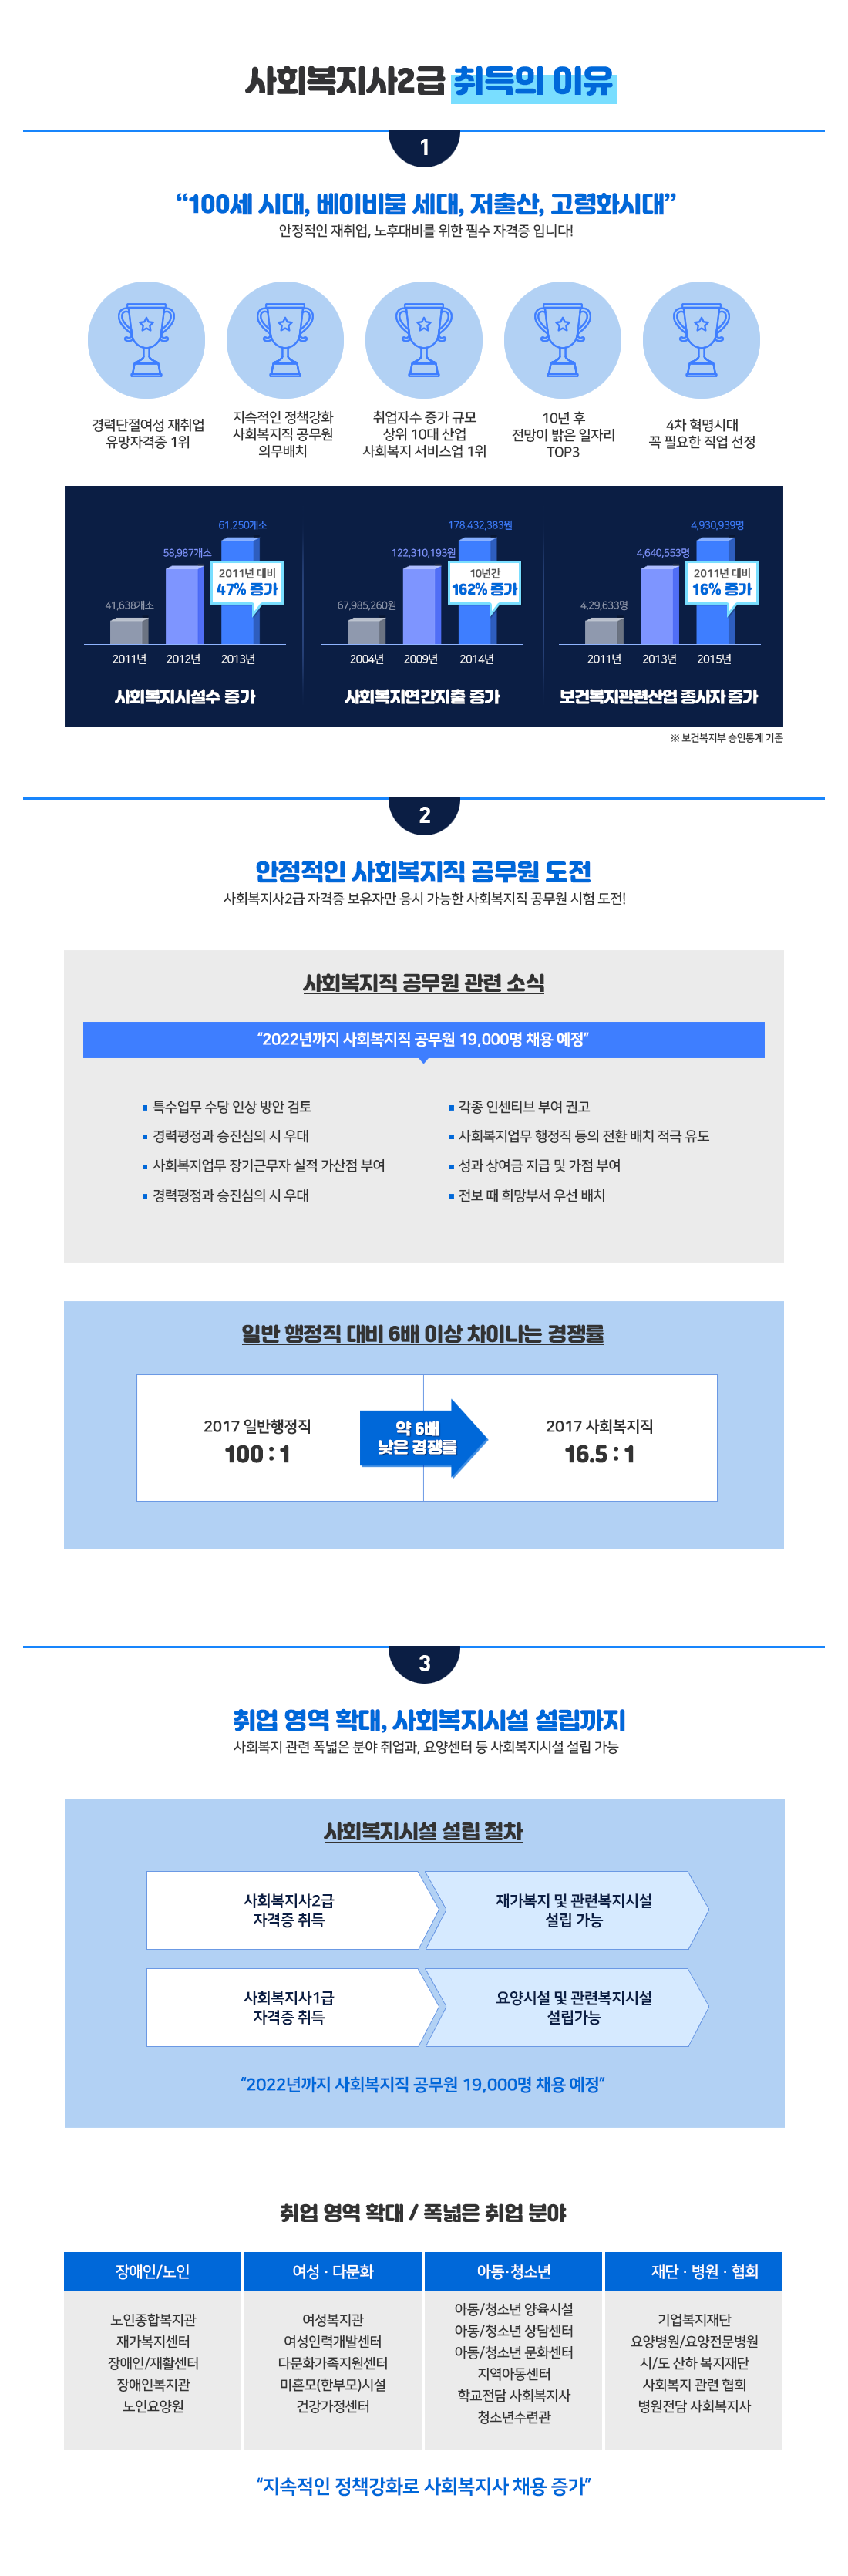 사회복지사2급 취득의 이유
1
“100세 시대, 베이비붐 세대, 저출산, 고령화시대”
안정적인 재취업, 노후대비를 위한 필수 자격증 입니다!
경력단절여성 재취업
유망자격증 1위
지속적인 정책강화
사회복지직 공무원
의무배치
취업자수 증가 규모
상위 10대 산업
사회복지 서비스업 1위
10년 후
전망이 밝은 일자리
TOP3
4차 혁명시대
꼭 필요한 직업 선정
41,638개소
58,987개소
61,250개소
2011년 대비
47% 증가
2011년 2012년 2013년
사회복지시설수 증가
67,985,260원
122,310,193원
178,432,383원
10년간
162% 증가
2004년 2009년 2014년
사회복지연간지출 증가
4,29,633명
4,640,553명
4,930,939명
2011년 대비
16% 증가
2011년 2013년 2015년
보건복지관련산업 종사자 증가
※ 보건복지부 승인통계 기준
2
안정적인 사회복지직 공무원 도전
사회복지사2급 자격증 보유자만 응시 가능한 사회복지직 공무원 시험 도전!
사회복지직 공무원 관련 소식
“2022년까지 사회복지직 공무원 19,000명 채용 예정”
특수업무 수당 인상 방안 검토
경력평정과 승진심의 시 우대
사회복지업무 장기근무자 실적 가산점 부여
경력평정과 승진심의 시 우대
각종 인센티브 부여 권고
사회복지업무 행정직 등의 전환 배치 적극 유도
성과 상여금 지급 및 가점 부여
전보 때 희망부서 우선 배치
일반 행정직 대비 6배 이상 차이나는 경쟁률
2017 일반행정직
100 : 1
약 6배
낮은 경쟁률
2017 사회복지직
16.5 : 1
3
취업 영역 확대, 사회복지시설 설립까지
사회복지 관련 폭넓은 분야 취업과, 요양센터 등 사회복지시설 설립 가능
사회복지시설 설립 절차
사회복지사2급
자격증 취득
재가복지 및 관련복지시설
설립 가능
사회복지사1급
자격증 취득
요양시설 및 관련복지시설
설립가능
“2022년까지 사회복지직 공무원 19,000명 채용 예정”
취업 영역 확대 / 폭넓은 취업 분야
장애인/노인
노인종합복지관
재가복지센터
장애인/재활센터
장애인복지관
노인요양원
여성 · 다문화
여성복지관
여성인력개발센터
다문화가족지원센터
미혼모(한부모)시설
건강가정센터
아동·청소년
아동/청소년 양육시설
아동/청소년 상담센터
아동/청소년 문화센터
지역아동센터
학교전담 사회복지사
청소년수련관
재단 · 병원 · 협회
기업복지재단
요양병원/요양전문병원
시/도 산하 복지재단
사회복지 관련 협회
병원전담 사회복지사
“지속적인 정책강화로 사회복지사 채용 증가”